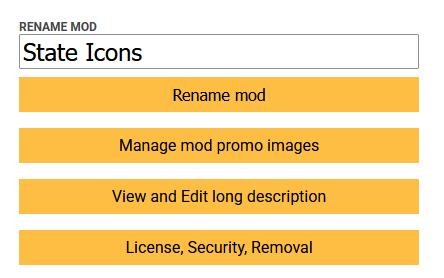 RENAME MOD
State Icons
Rename mod
Manage mod promo images
View and Edit long description
License, Security, Removal